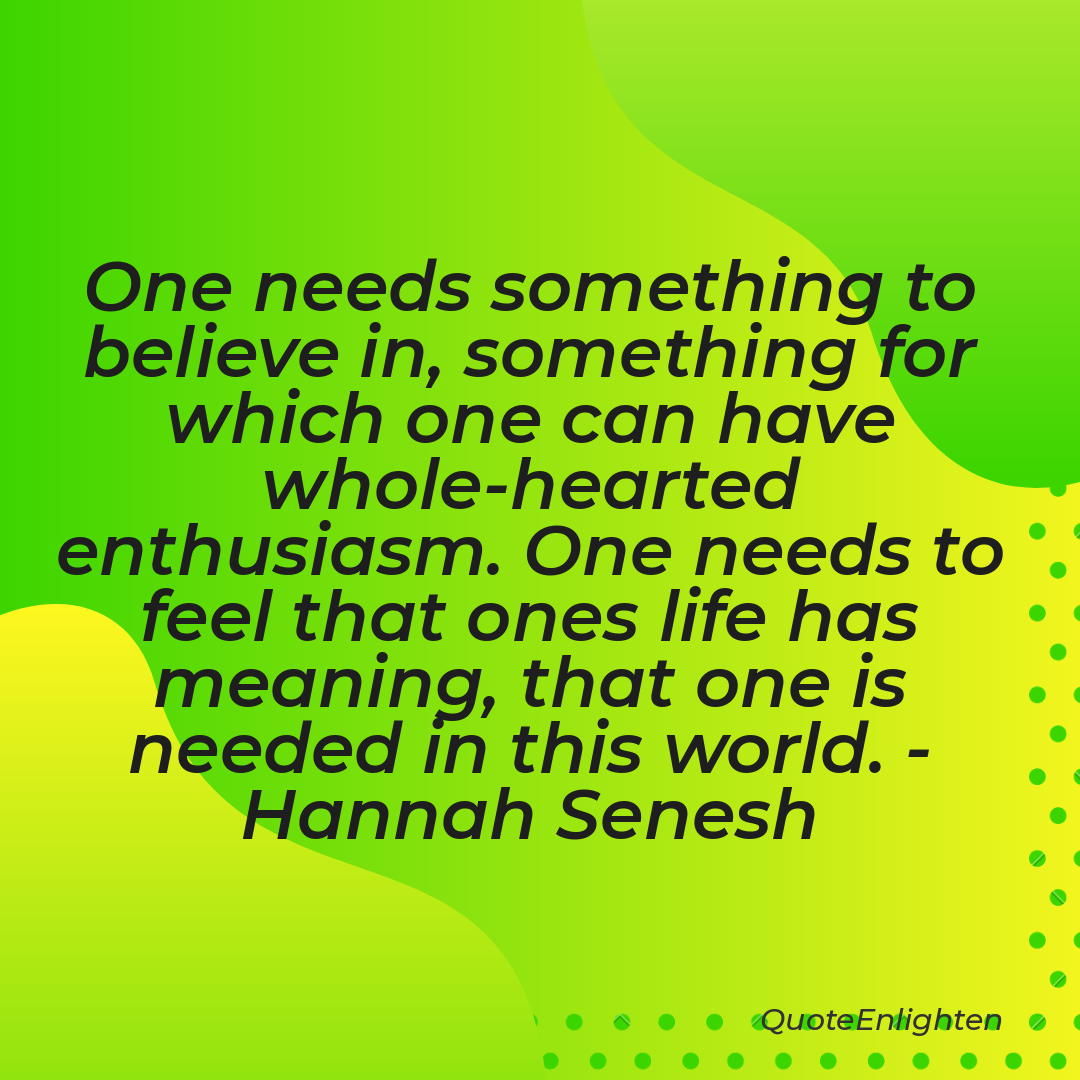 One needs something to
believe in, something for
which one can have
whole-hearted
enthusiasm. One needs to
feel that ones life has
meaning, that one is
needed in this world. -
Hannah Senesh
QuoteEnlighten